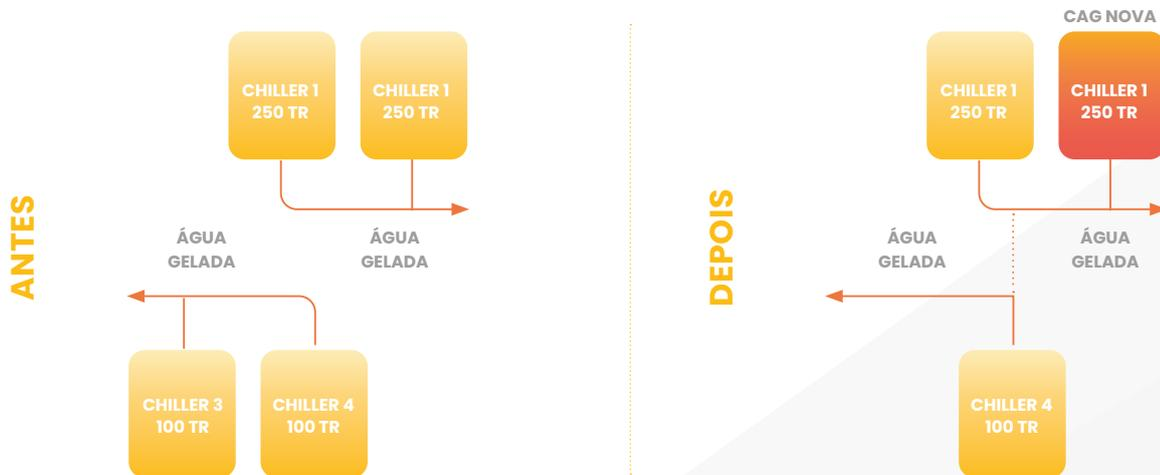 CAG NOVA
CHILLER 1
250 TR
CHILLER 1
250 TR
CHILLER 1
250 TR
CHILLER 1
250 TR
ANTES
ÁGUA
GELADA
ÁGUA
GELADA
DEPOIS
ÁGUA
GELADA
ÁGUA
GELADA
CHILLER 3
100 TR
CHILLER 4
100 TR
CHILLER 4
100 TR